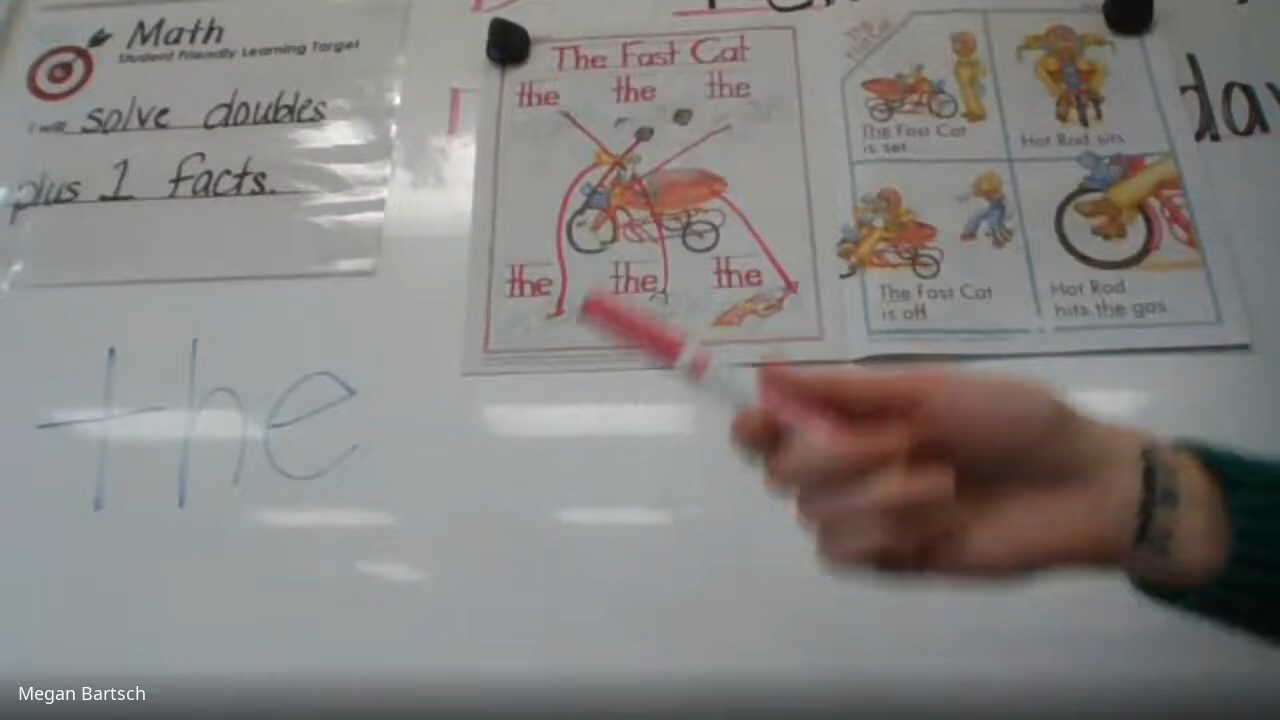 Math
Student Friendly Learning Target
I will solve doubles
plus 1 facts.
The Fast Cat
the the the
the the the
The Fast Cat
is set
Hot Rod sits
The Fast Cat
is off
Hot Rod
hits the gas
the
Megan Bartsch